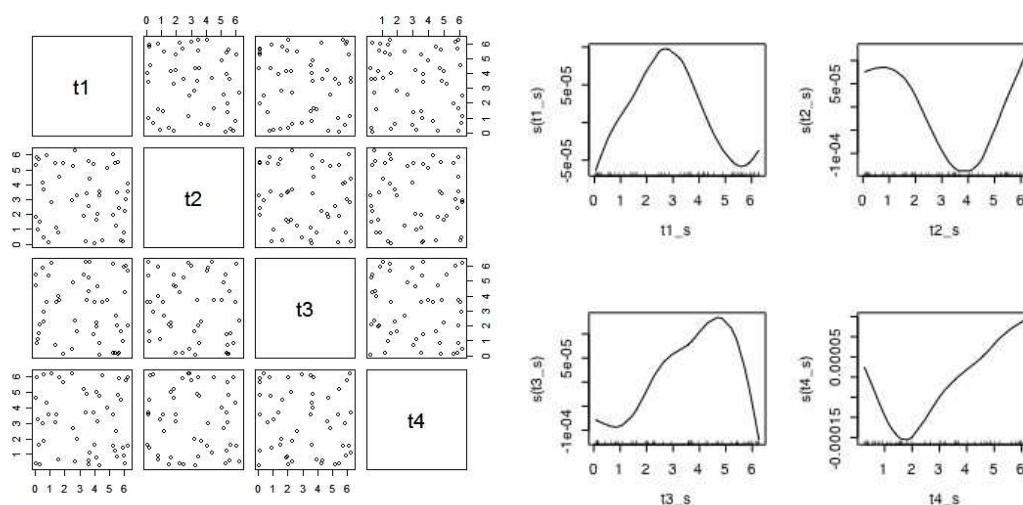 0 1 2 3 4 5 6
0 1 2 3 4 5 6
t1
0 1 2 3 4 5 6
0 1 2 3 4 5 6
t2
t3
0 1 2 3 4 5 6
1 2 3 4 5 6
t4
0 1 2 3 4 5 6
0 1 2 3 4 5 6
s(t1_s)
-5e-05
5e-05
0 1 2 3 4 5 6
t1_s
s(t2_s)
-1e-04
5e-05
0 1 2 3 4 5 6
t2_s
s(t3_s)
-1e-04
5e-05
0 1 2 3 4 5 6
t3_s
s(t4_s)
-0.00015
0.00005
1 2 3 4 5 6
t4_s